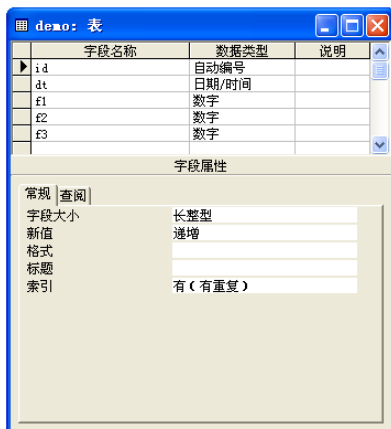 demo: 表
字段名称 数据类型 说明
id 自动编号
dt 日期/时间
f1 数字
f2 数字
f3 数字
字段属性
常规 查阅
字段大小 长整型
新值 递增
格式
标题
索引 有(有重复)